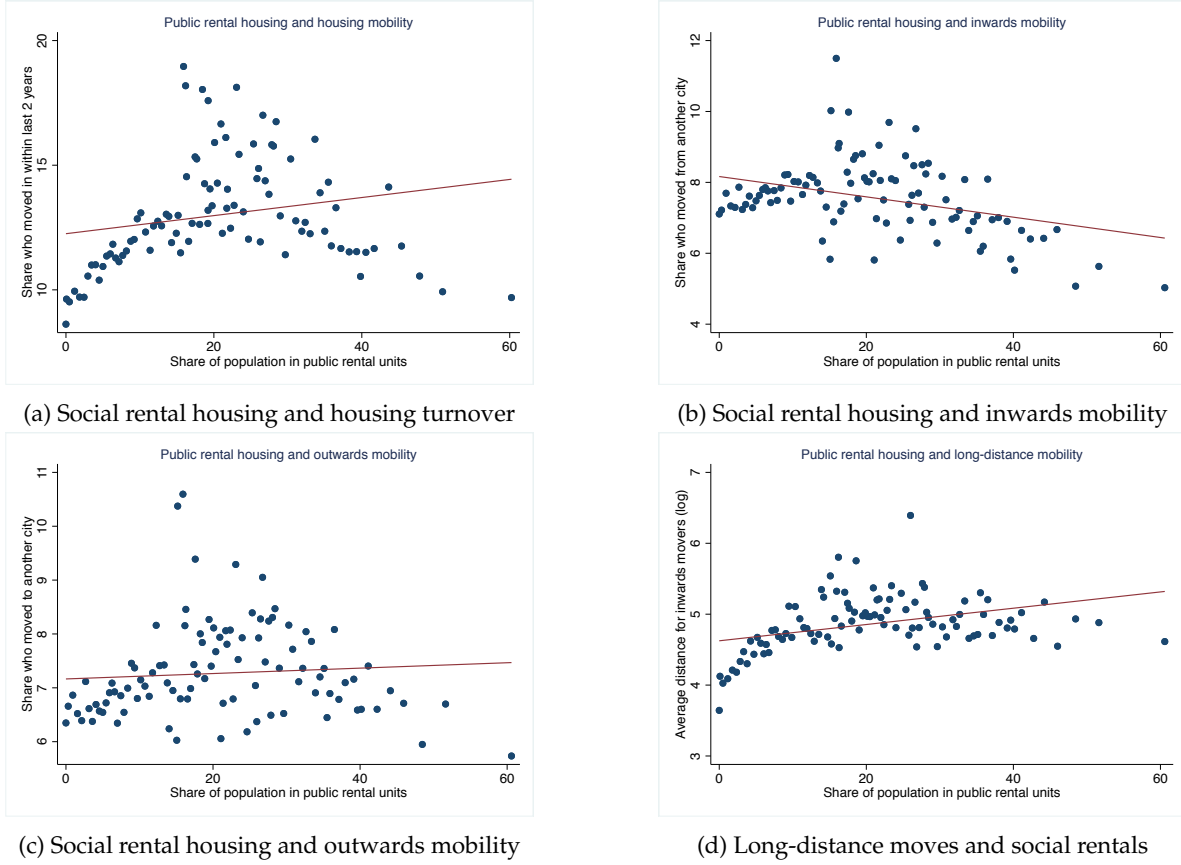 Public rental housing and housing mobility
Share who moved in within last 2 years
20
15
10
0
20
40
60
Share of population in public rental units
(a) Social rental housing and housing turnover
Public rental housing and inwards mobility
Share who moved from another city
12
10
8
6
4
0
20
40
60
Share of population in public rental units
(b) Social rental housing and inwards mobility
Public rental housing and outwards mobility
Share who moved to another city
11
10
9
8
7
6
0
20
40
60
Share of population in public rental units
(c) Social rental housing and outwards mobility
Public rental housing and long-distance mobility
Average distance for inwards movers (log)
7
6
5
4
3
0
20
40
60
Share of population in public rental units
(d) Long-distance moves and social rentals